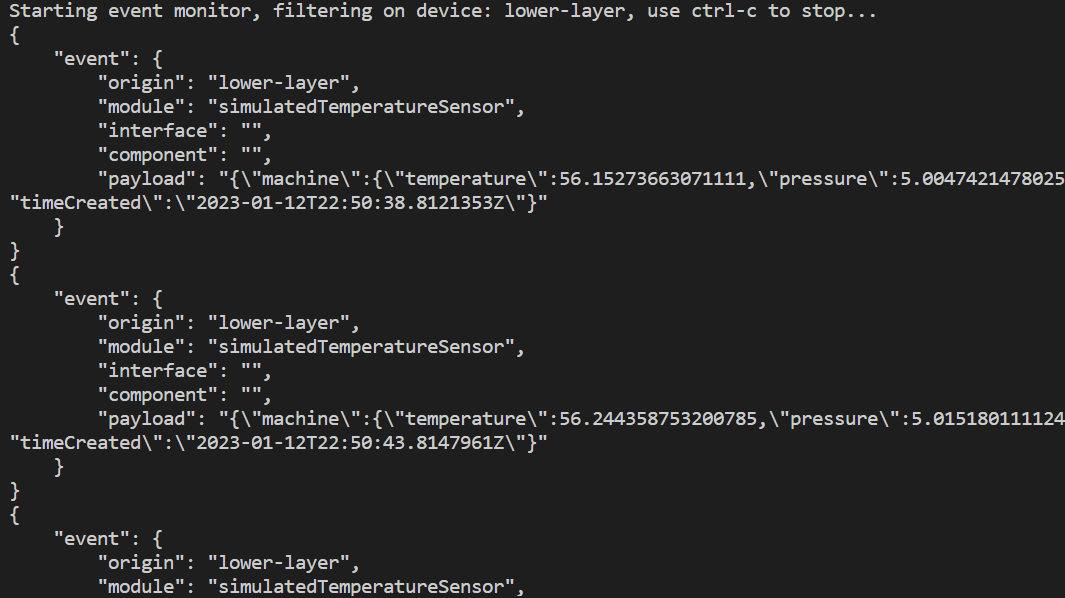 Starting event monitor, filtering on device: lower-layer, use ctrl-c to stop...
{
    "event": {
        "origin": "lower-layer",
        "module": "simulatedTemperatureSensor",
        "interface": "",
        "component": "",
        "payload": "{\"machine\":{\"temperature\":56.15273663071111,\"pressure\":5.0047421478025
"timeCreated\":\"2023-01-12T22:50:38.8121353Z\"}"
    }
}
{
    "event": {
        "origin": "lower-layer",
        "module": "simulatedTemperatureSensor",
        "interface": "",
        "component": "",
        "payload": "{\"machine\":{\"temperature\":56.244358753200785,\"pressure\":5.015180111124
"timeCreated\":\"2023-01-12T22:50:43.8147961Z\"}"
    }
}
{
    "event": {
        "origin": "lower-layer",
        "module": "simulatedTemperatureSensor",